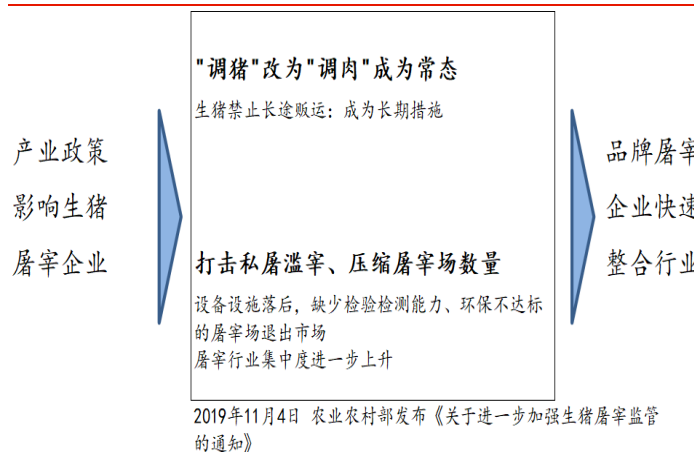 产业政策
影响生猪
屠宰企业
"调猪"改为"调肉"成为常态
生猪禁止长途贩运：成为长期措施
打击私屠滥宰、压缩屠宰场数量
设备设施落后，缺少检验检测能力、环保不达标
的屠宰场退出市场
屠宰行业集中度进一步上升
品牌屠宰
企业快速
整合行业
2019年11月4日 农业农村部发布《关于进一步加强生猪屠宰监管
的通知》